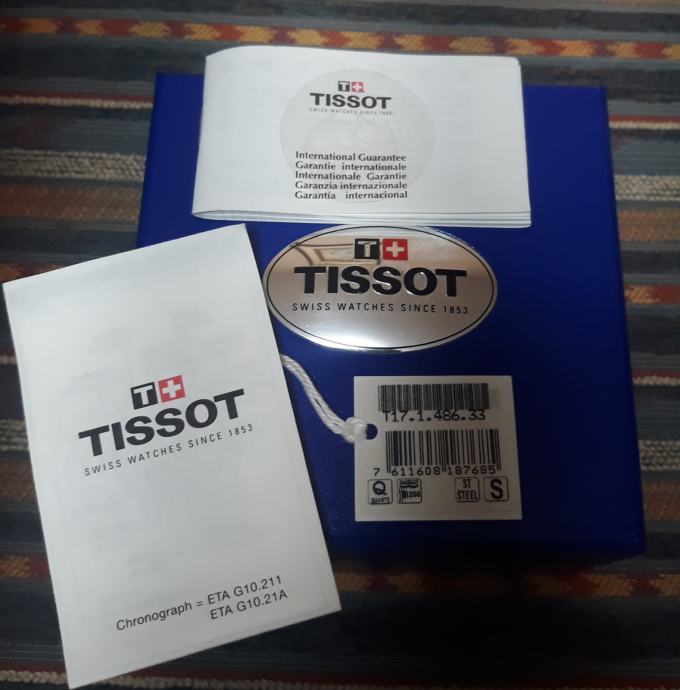 T+
TISSOT
SWISS WATCHES SINCE 1853
International Guarantee
Garantie internationale
Internationale Garantie
Garanzia internazionale
Garantía internacional
T+
TISSOT
SWISS WATCHES SINCE 1853
T+
TISSOT
SWISS WATCHES SINCE 1853
Chronograph = ETA G10.211
ETA G10.21A
T17.1.486.33
7 611608 187685
Q
QUARTZ
200
ST
STEEL
S